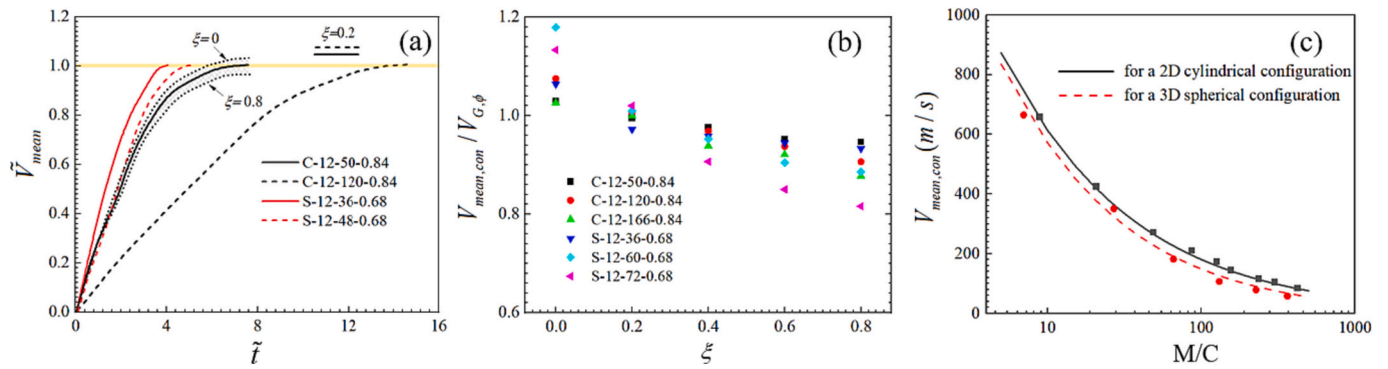 (a)
ξ=0
ξ=0.2
ξ=0.8
C-12-50-0.84
C-12-120-0.84
S-12-36-0.68
S-12-48-0.68
1.2
1.0
0.8
0.6
0.4
0.2
0.0
0 4 8 12 16
Ṽmean
t̃
(b)
C-12-50-0.84
C-12-120-0.84
C-12-166-0.84
S-12-36-0.68
S-12-60-0.68
S-12-72-0.68
1.2
1.0
0.8
0.6
0.0 0.2 0.4 0.6 0.8
Vmean,con / VG,ϕ
ξ
(c)
for a 2D cylindrical configuration
for a 3D spherical configuration
1000
800
600
400
200
0
10 100 1000
Vmean,con (m / s)
M/C